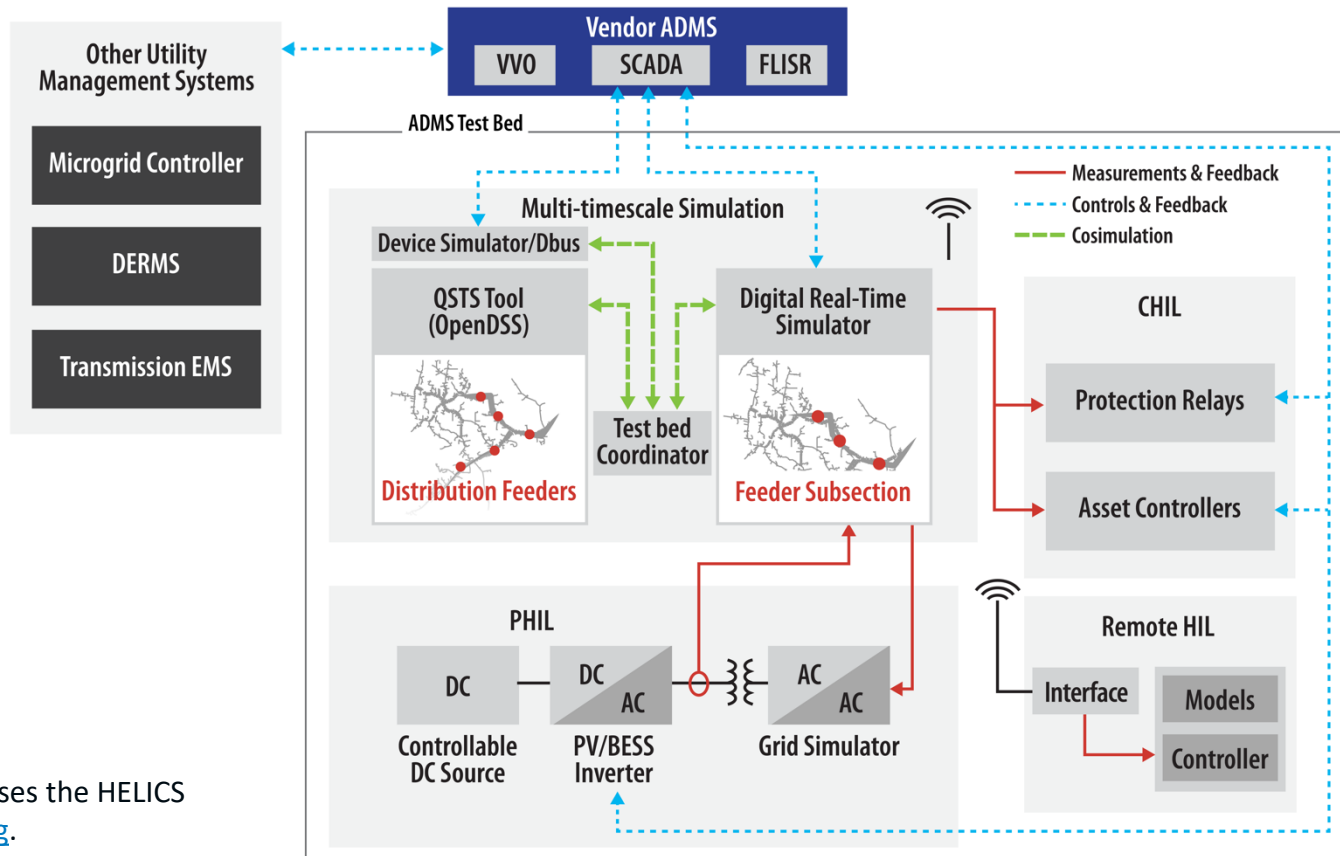 Other Utility
Management Systems
Microgrid Controller
DERMS
Transmission EMS
Vendor ADMS
VVO
SCADA
FLISR
ADMS Test Bed
Measurements & Feedback
Controls & Feedback
Cosimulation
Multi-timescale Simulation
Device Simulator/Dbus
QSTS Tool
(OpenDSS)
Distribution Feeders
Test bed
Coordinator
Digital Real-Time
Simulator
Feeder Subsection
CHIL
Protection Relays
Asset Controllers
PHIL
DC
Controllable
DC Source
DC
AC
PV/BESS
Inverter
AC
AC
Grid Simulator
Remote HIL
Interface
Models
Controller
the HELICS